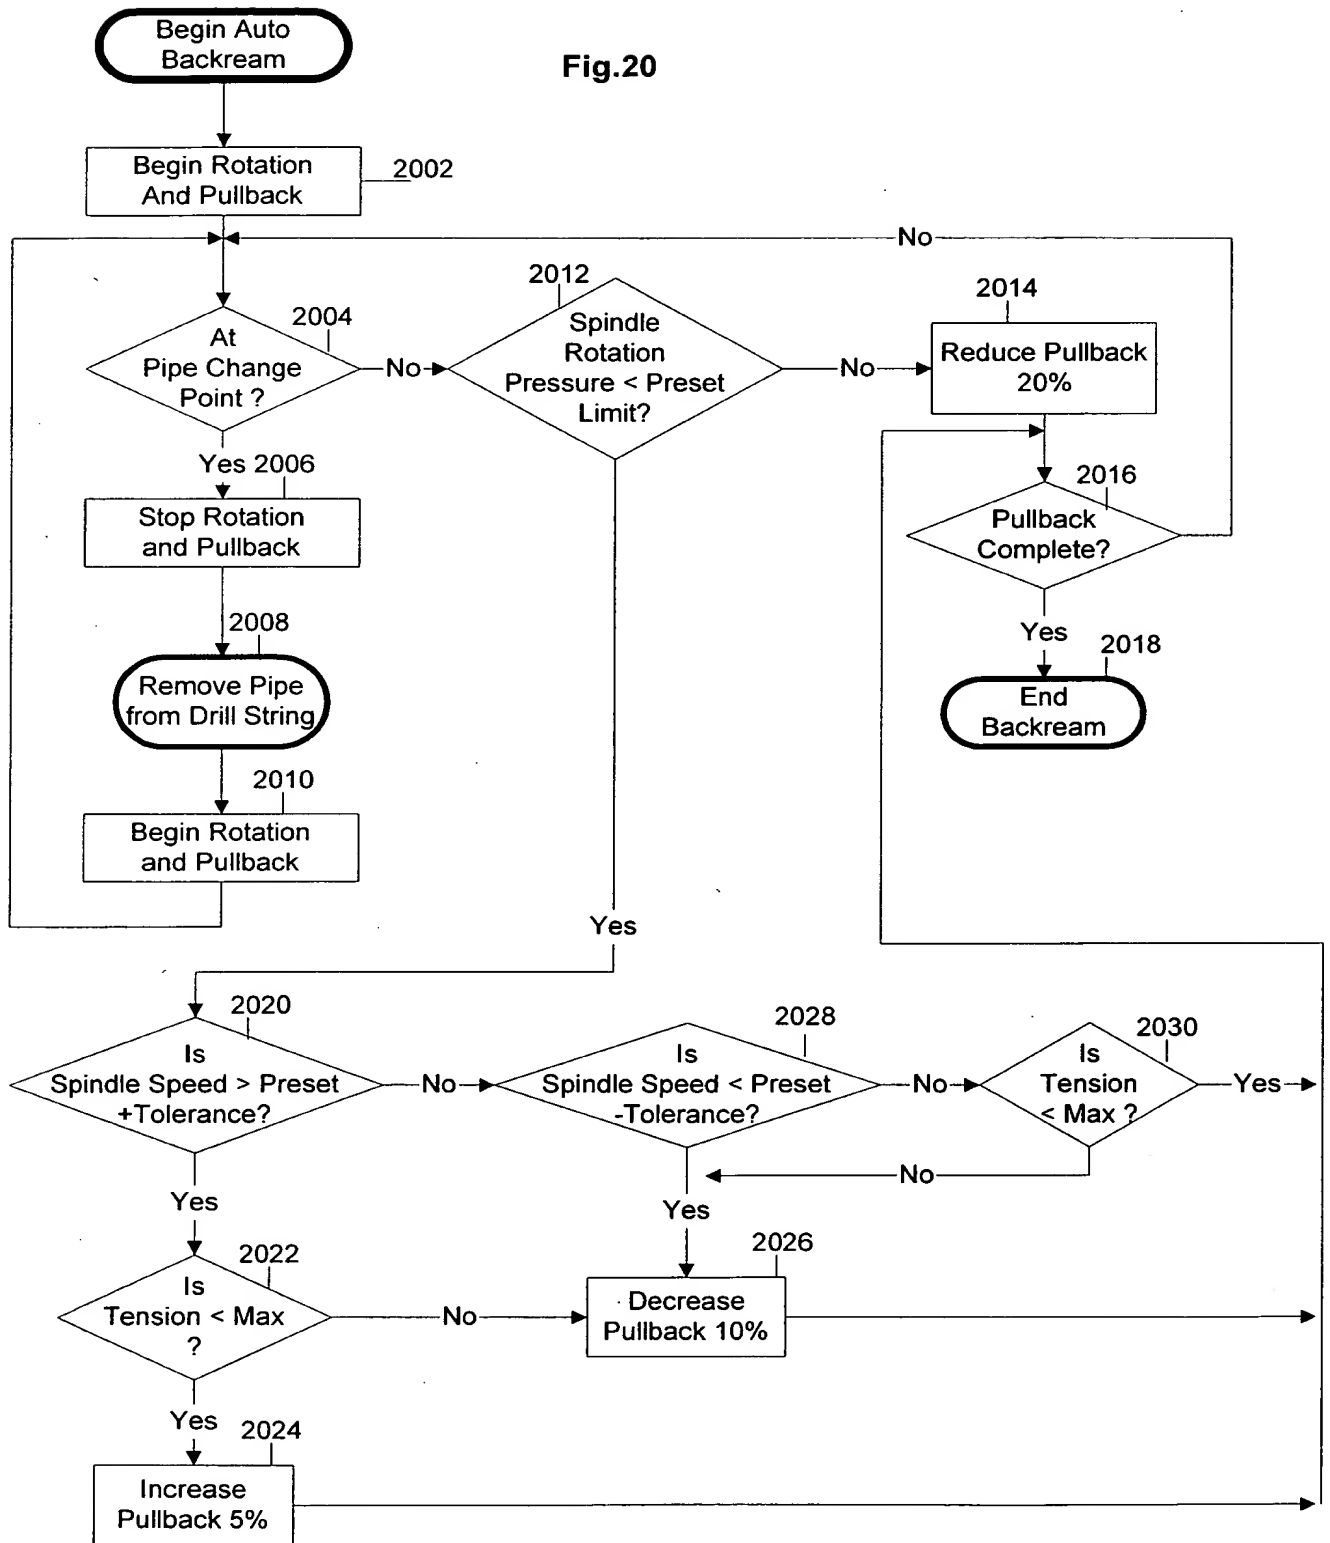 Begin Auto
Backream
Fig.20
Begin Rotation
And Pullback
2002
No
2012
2014
2004
At
Pipe Change
Point ?
No
Spindle
Rotation
Pressure < Preset
Limit?
No
Reduce Pullback
20%
Yes
2006
2016
Stop Rotation
and Pullback
Pullback
Complete?
2008
Yes
2018
Remove Pipe
from Drill String
End
Backream
2010
Begin Rotation
and Pullback
Yes
2020
2028
2030
Is
Spindle Speed > Preset
+Tolerance?
No
Is
Spindle Speed < Preset
-Tolerance?
No
Is
Tension
< Max ?
Yes
No
Yes
Yes
2022
2026
Is
Tension < Max
?
No
Decrease
Pullback 10%
Yes
2024
Increase
Pullback 5%